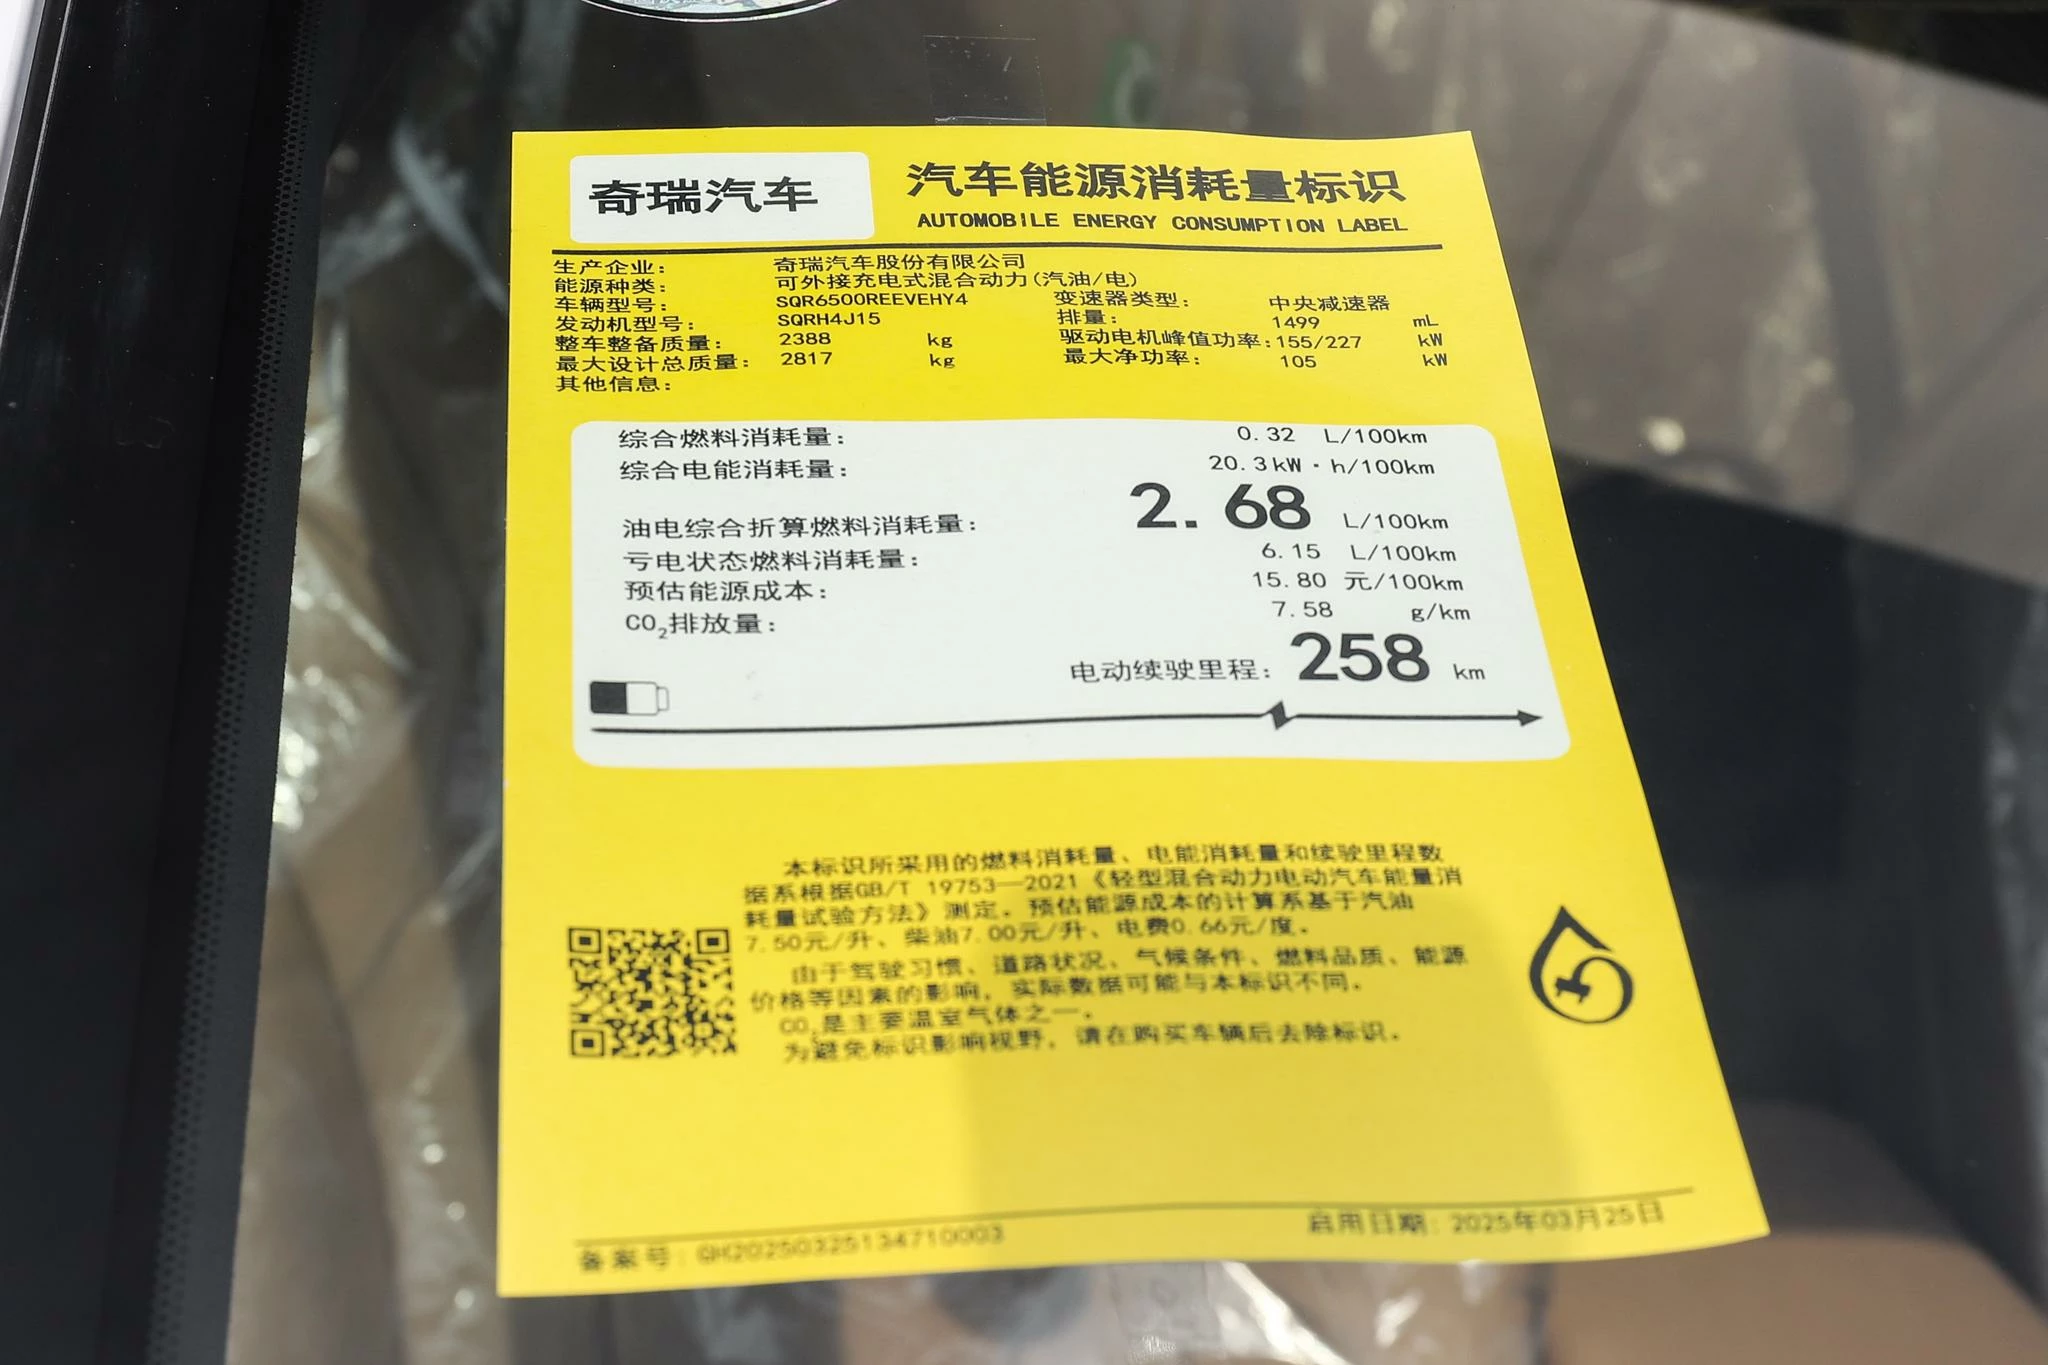 奇瑞汽车
汽车能源消耗量标识
AUTOMOBILE ENERGY CONSUMPTION LABEL
生产企业: 奇瑞汽车股份有限公司
能源种类: 可外接充电式混合动力(汽油/电)
车辆型号: SQR6500REEVEHY4 变速器类型: 中央减速器
发动机型号: SQRH4J15 排量: 1499 mL
整车整备质量: 2388 kg 驱动电机峰值功率:155/227 kW
最大设计总质量: 2817 kg 最大净功率: 105 kW
其他信息:
综合燃料消耗量: 0.32 L/100km
综合电能消耗量: 20.3kW·h/100km
油电综合折算燃料消耗量: 2.68 L/100km
亏电状态燃料消耗量: 6.15 L/100km
预估能源成本: 15.80 元/100km
CO₂排放量: 7.58 g/km
电动续驶里程: 258 km
本标识所采用的燃料消耗量、电能消耗量和续驶里程数
据系根据GB/T 19753—2021《轻型混合动力电动汽车能量消
耗量试验方法》测定。预估能源成本的计算系基于汽油
7.50元/升、柴油7.00元/升、电费0.66元/度。
由于驾驶习惯、道路状况、气候条件、燃料品质、能源
价格等因素的影响，实际数据可能与本标识不同。
CO₂是主要温室气体之一。
为避免标识影响视野，请在购买车辆后去除标识。
备案号: QH20250325134710003
启用日期: 2025年03月25日